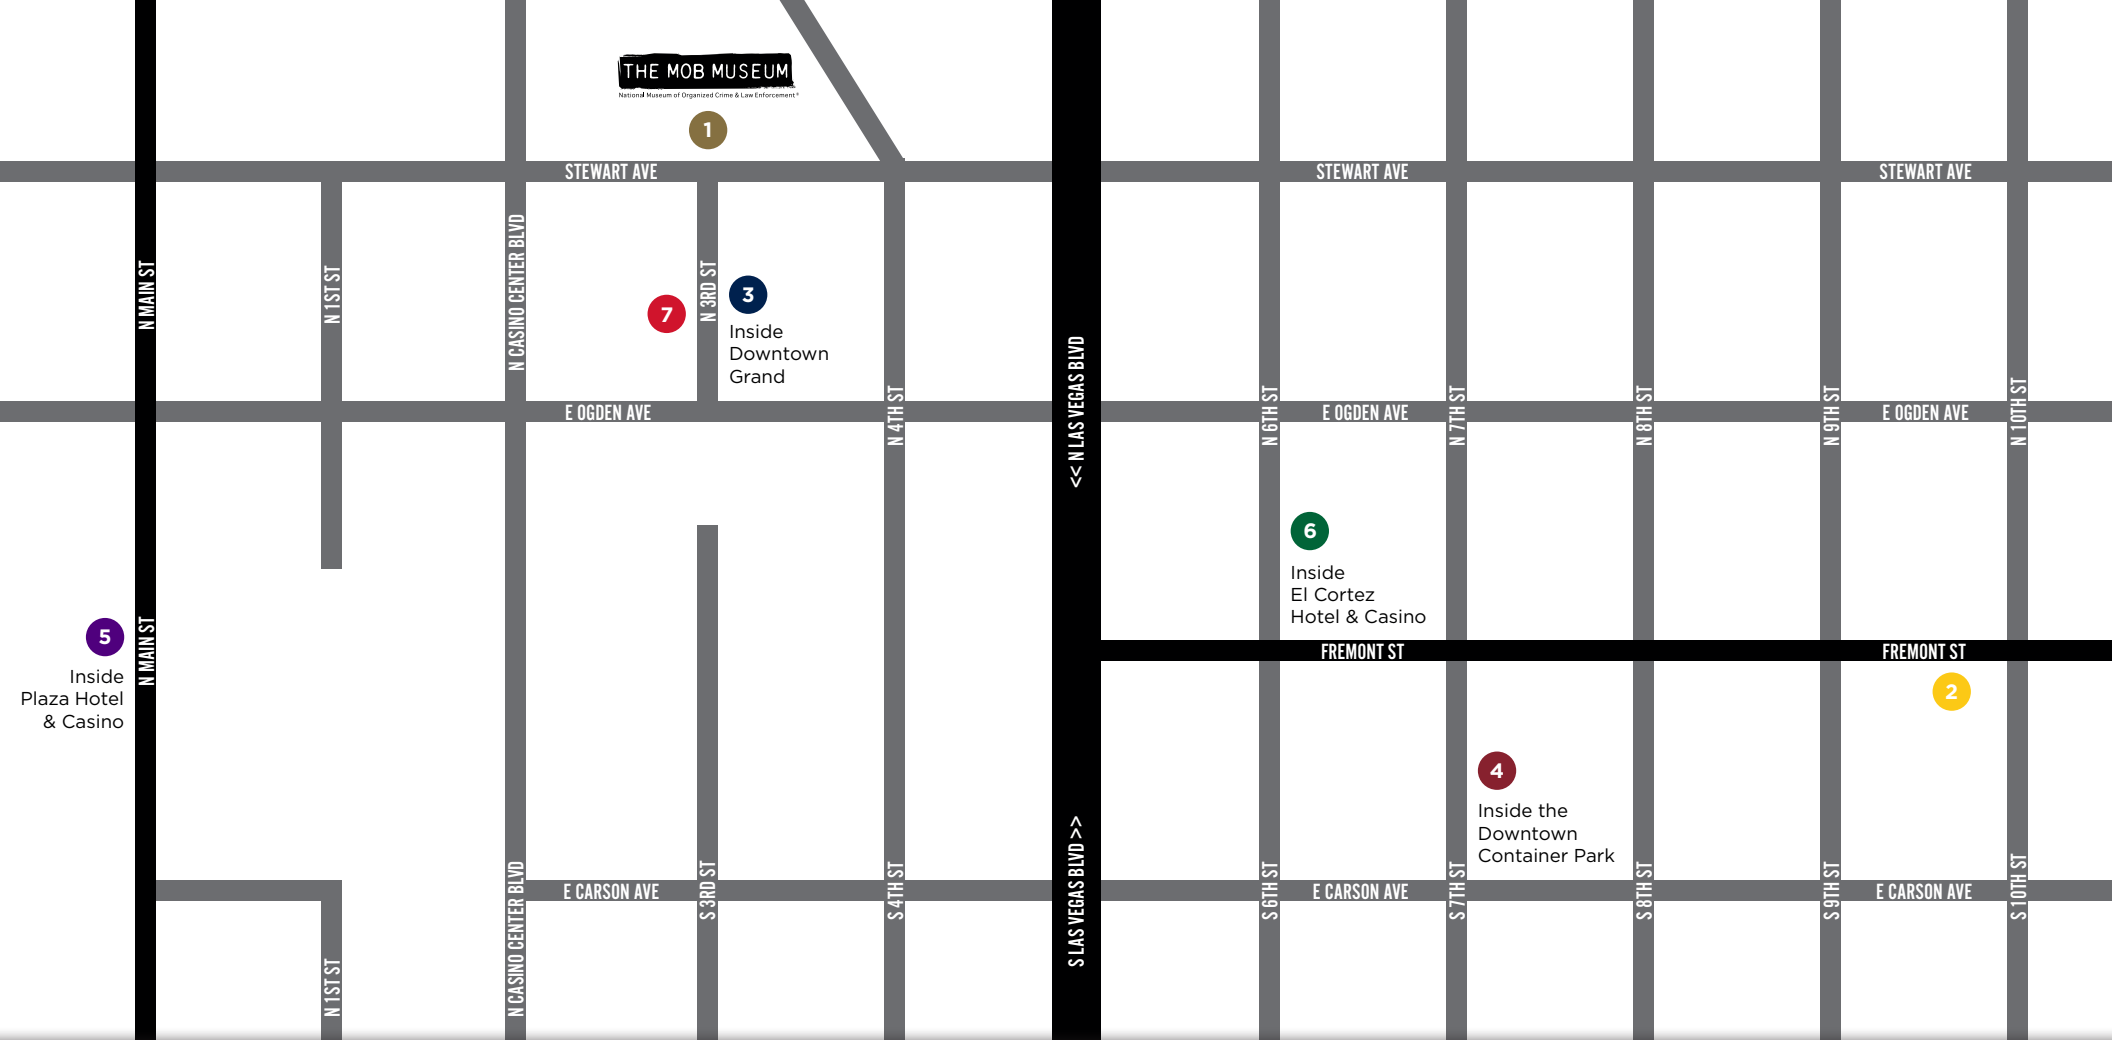 THE MOB MUSEUM
National Museum of Organized Crime & Law Enforcement®
1
STEWART AVE
STEWART AVE
STEWART AVE
N MAIN ST
N 1ST ST
N CASINO CENTER BLVD
7
N 3RD ST
3
Inside
Downtown
Grand
<< N LAS VEGAS BLVD
E OGDEN AVE
N 4TH ST
N 6TH ST
E OGDEN AVE
N 7TH ST
N 8TH ST
N 9TH ST
E OGDEN AVE
N 10TH ST
6
Inside
El Cortez
Hotel & Casino
5
Inside
Plaza Hotel
& Casino
N MAIN ST
FREMONT ST
FREMONT ST
2
4
Inside the
Downtown
Container Park
N CASINO CENTER BLVD
E CARSON AVE
S 3RD ST
S 4TH ST
S LAS VEGAS BLVD >>
S 6TH ST
E CARSON AVE
S 7TH ST
S 8TH ST
S 9TH ST
E CARSON AVE
S 10TH ST
N 1ST ST